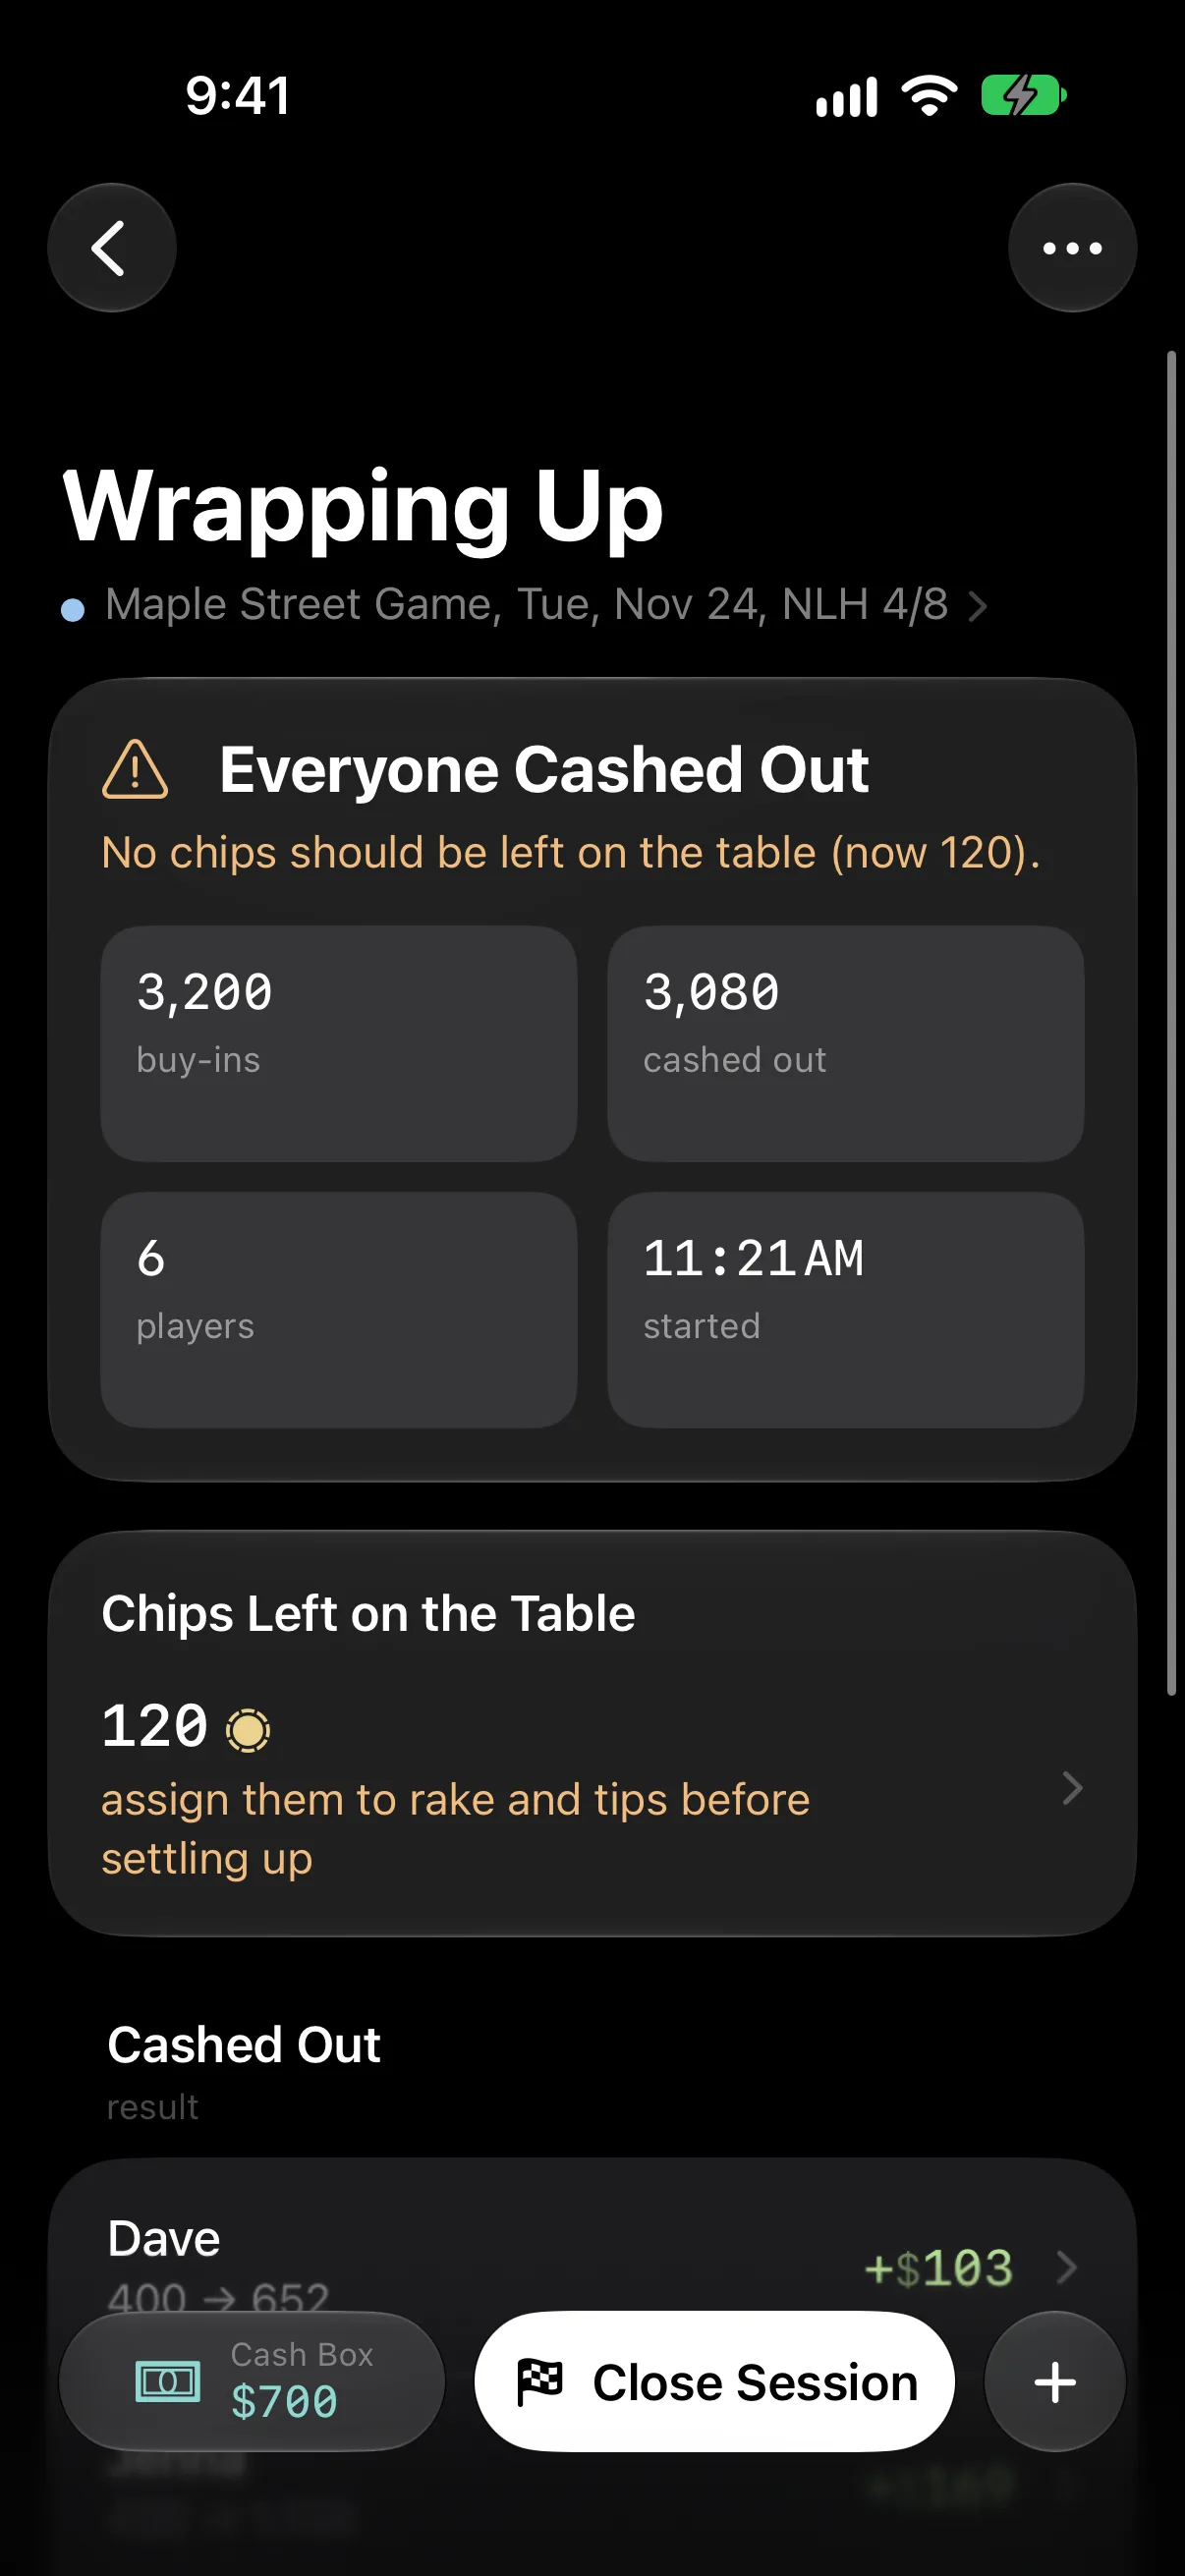 9:41
Wrapping Up
Maple Street Game, Tue, Nov 24, NLH 4/8
Everyone Cashed Out
No chips should be left on the table (now 120).
3,200
buy-ins
3,080
cashed out
6
players
11:21 AM
started
Chips Left on the Table
120
assign them to rake and tips before
settling up
Cashed Out
result
Dave
+$103
400 → 652
Cash Box
$700
Close Session